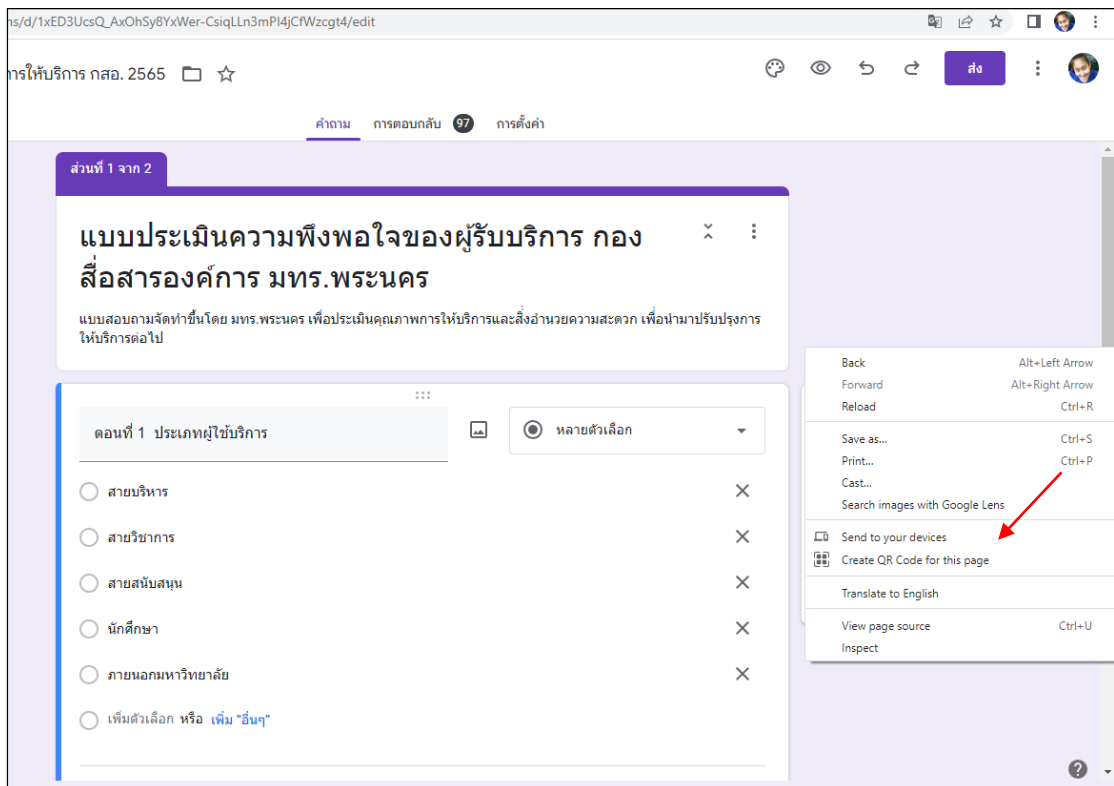 ns/d/1xED3UcsQ_AxOhSy8YxWer-CsiqLLn3mPI4jCfWzcgt4/edit
การให้บริการ กสอ. 2565
ส่ง
คำถาม การตอบกลับ 97 การตั้งค่า
ส่วนที่ 1 จาก 2
แบบประเมินความพึงพอใจของผู้รับบริการ กอง
สื่อสารองค์การ มทร.พระนคร
แบบสอบถามจัดทำขึ้นโดย มทร.พระนคร เพื่อประเมินคุณภาพการให้บริการและสิ่งอำนวยความสะดวก เพื่อนำมาปรับปรุงการ
ให้บริการต่อไป
ตอนที่ 1 ประเภทผู้ใช้บริการ
หลายตัวเลือก
สายบริหาร
สายวิชาการ
สายสนับสนุน
นักศึกษา
ภายนอกมหาวิทยาลัย
เพิ่มตัวเลือก หรือ เพิ่ม "อื่นๆ"
Back Alt+Left Arrow
Forward Alt+Right Arrow
Reload Ctrl+R
Save as... Ctrl+S
Print... Ctrl+P
Cast...
Search images with Google Lens
Send to your devices
Create QR Code for this page
Translate to English
View page source Ctrl+U
Inspect